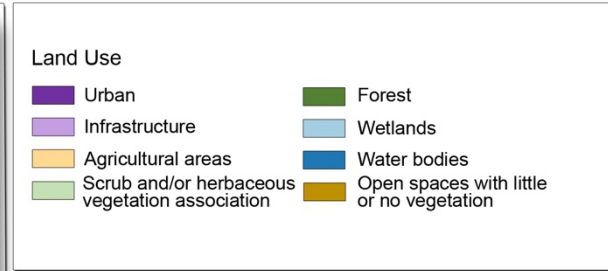 Land Use
Urban
Infrastructure
Agricultural areas
Scrub and/or herbaceous
vegetation association
Forest
Wetlands
Water bodies
Open spaces with little
or no vegetation